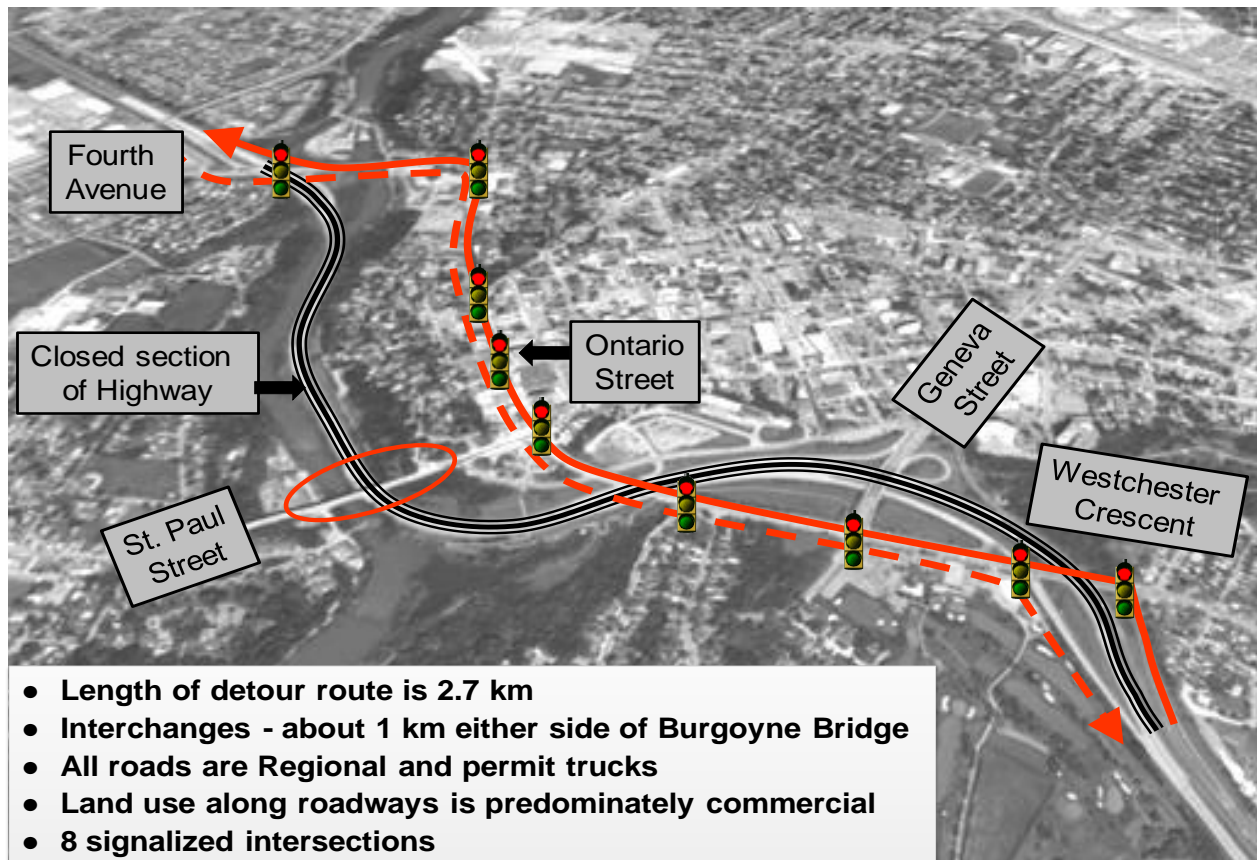 Fourth
Avenue
Closed section
of Highway
Ontario
Street
Geneva
Street
Westchester
Crescent
St. Paul
Street
● Length of detour route is 2.7 km
● Interchanges - about 1 km either side of Burgoyne Bridge
● All roads are Regional and permit trucks
● Land use along roadways is predominately commercial
● 8 signalized intersections